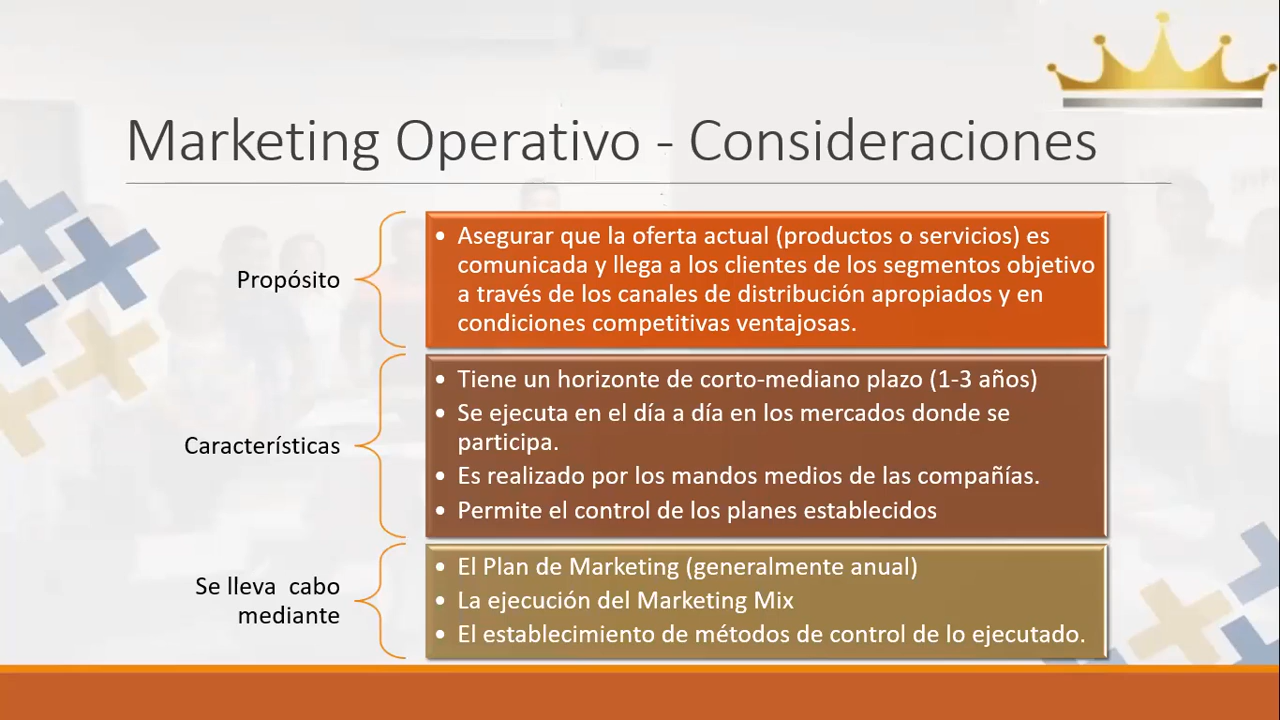 Marketing Operativo - Consideraciones
Propósito
• Asegurar que la oferta actual (productos o servicios) es
comunicada y llega a los clientes de los segmentos objetivo
a través de los canales de distribución apropiados y en
condiciones competitivas ventajosas.
Características
• Tiene un horizonte de corto-mediano plazo (1-3 años)
• Se ejecuta en el día a día en los mercados donde se
participa.
• Es realizado por los mandos medios de las compañías.
• Permite el control de los planes establecidos
Se lleva  cabo
mediante
• El Plan de Marketing (generalmente anual)
• La ejecución del Marketing Mix
• El establecimiento de métodos de control de lo ejecutado.